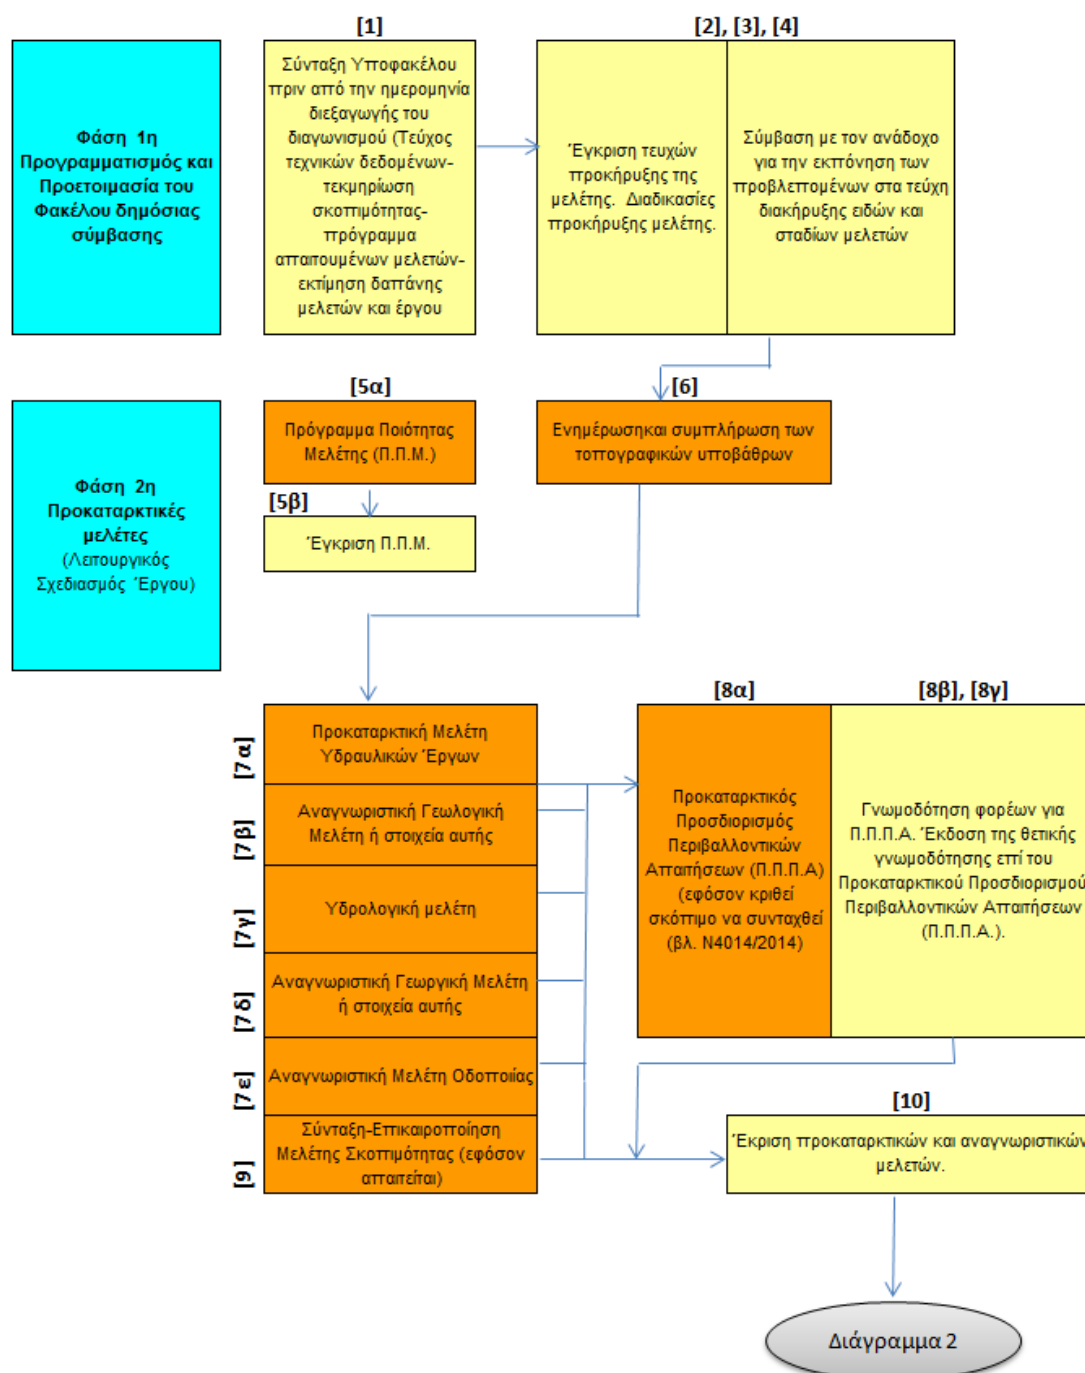 [1]
[2], [3], [4]
Φάση 1η
Προγραμματισμός και
Προετοιμασία του
Φακέλου δημόσιας
σύμβασης
Σύνταξη Υποφακέλου
πριν από την ημερομηνία
διεξαγωγής του
διαγωνισμού (Τεύχος
τεχνικών δεδομένων-
τεκμηρίωση
σκοπιμότητας-
πρόγραμμα
απαιτουμένων μελετών-
εκτίμηση δαπάνης
μελετών και έργου
Έγκριση τευχών
προκήρυξης της
μελέτης. Διαδικασίες
προκήρυξης μελέτης.
Σύμβαση με τον ανάδοχο
για την εκπόνηση των
προβλεπομένων στα τεύχη
διακήρυξης ειδών και
σταδίων μελετών
[5α]
[6]
Φάση 2η
Προκαταρκτικές
μελέτες
(Λειτουργικός
Σχεδιασμός Έργου)
Πρόγραμμα Ποιότητας
Μελέτης (Π.Π.Μ.)
Ενημέρωσηκαι συμπλήρωση των
τοπογραφικών υποβάθρων
[5β]
Έγκριση Π.Π.Μ.
[8α]
[8β], [8γ]
[7α]
Προκαταρκτική Μελέτη
Υδραυλικών Έργων
[7β]
Αναγνωριστική Γεωλογική
Μελέτη ή στοιχεία αυτής
[7γ]
Υδρολογική μελέτη
[7δ]
Αναγνωριστική Γεωργική Μελέτη
ή στοιχεία αυτής
[7ε]
Αναγνωριστική Μελέτη Οδοποιίας
[9]
Σύνταξη-Επικαιροποίηση
Μελέτης Σκοπιμότητας (εφόσον
απαιτείται)
Προκαταρκτικός
Προσδιορισμός
Περιβαλλοντικών
Απαιτήσεων (Π.Π.Π.Α)
(εφόσον κριθεί
σκόπιμο να συνταχθεί
(βλ. Ν4014/2014)
Γνωμοδότηση φορέων για
Π.Π.Π.Α. Έκδοση της θετικής
γνωμοδότησης επί του
Προκαταρκτικού Προσδιορισμού
Περιβαλλοντικών Απαιτήσεων
(Π.Π.Π.Α.).
[10]
Έκριση προκαταρκτικών και αναγνωριστικών
μελετών.
Διάγραμμα 2